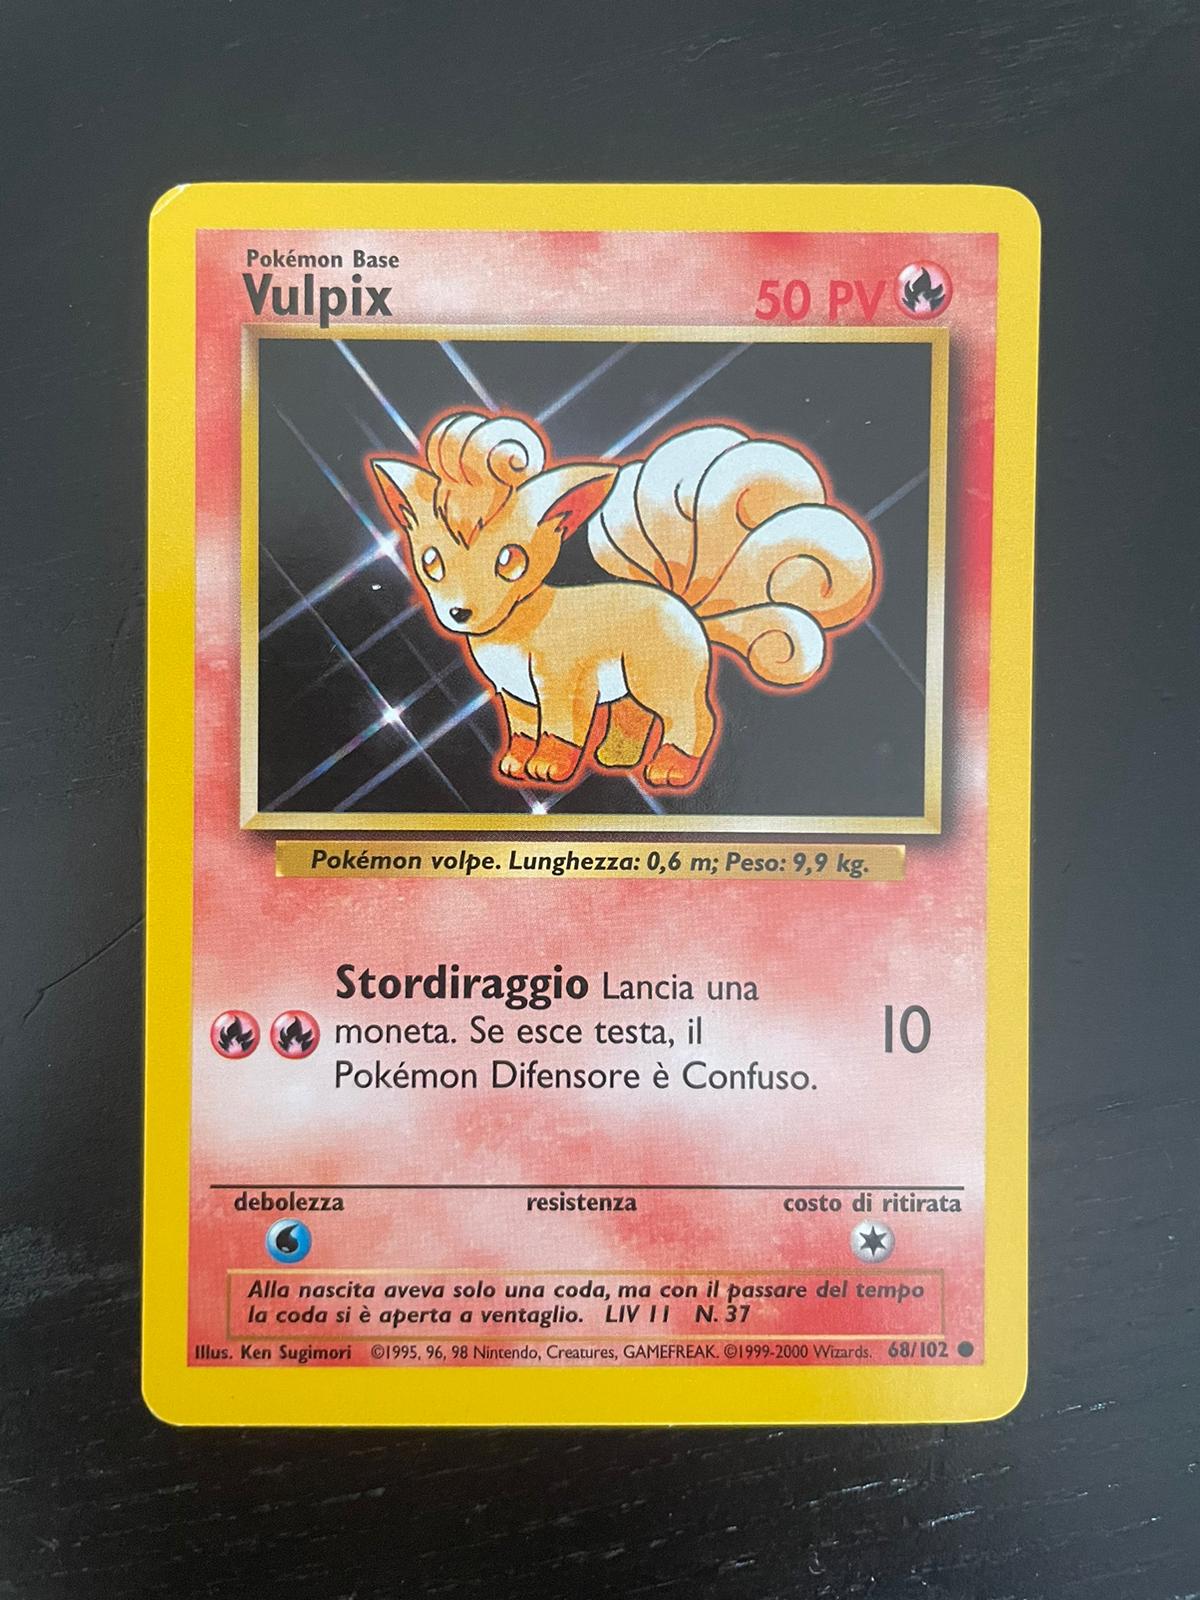 Pokémon Base
Vulpix
50 PV
Pokémon volpe. Lunghezza: 0,6 m; Peso: 9,9 kg.
Stordiraggio Lancia una
moneta. Se esce testa, il
Pokémon Difensore è Confuso.
10
debolezza resistenza costo di ritirata
Alla nascita aveva solo una coda, ma con il passare del tempo
la coda si è aperta a ventaglio. LIV 11 N. 37
Illus. Ken Sugimori ©1995, 96, 98 Nintendo, Creatures, GAMEFREAK. ©1999-2000 Wizards. 68/102